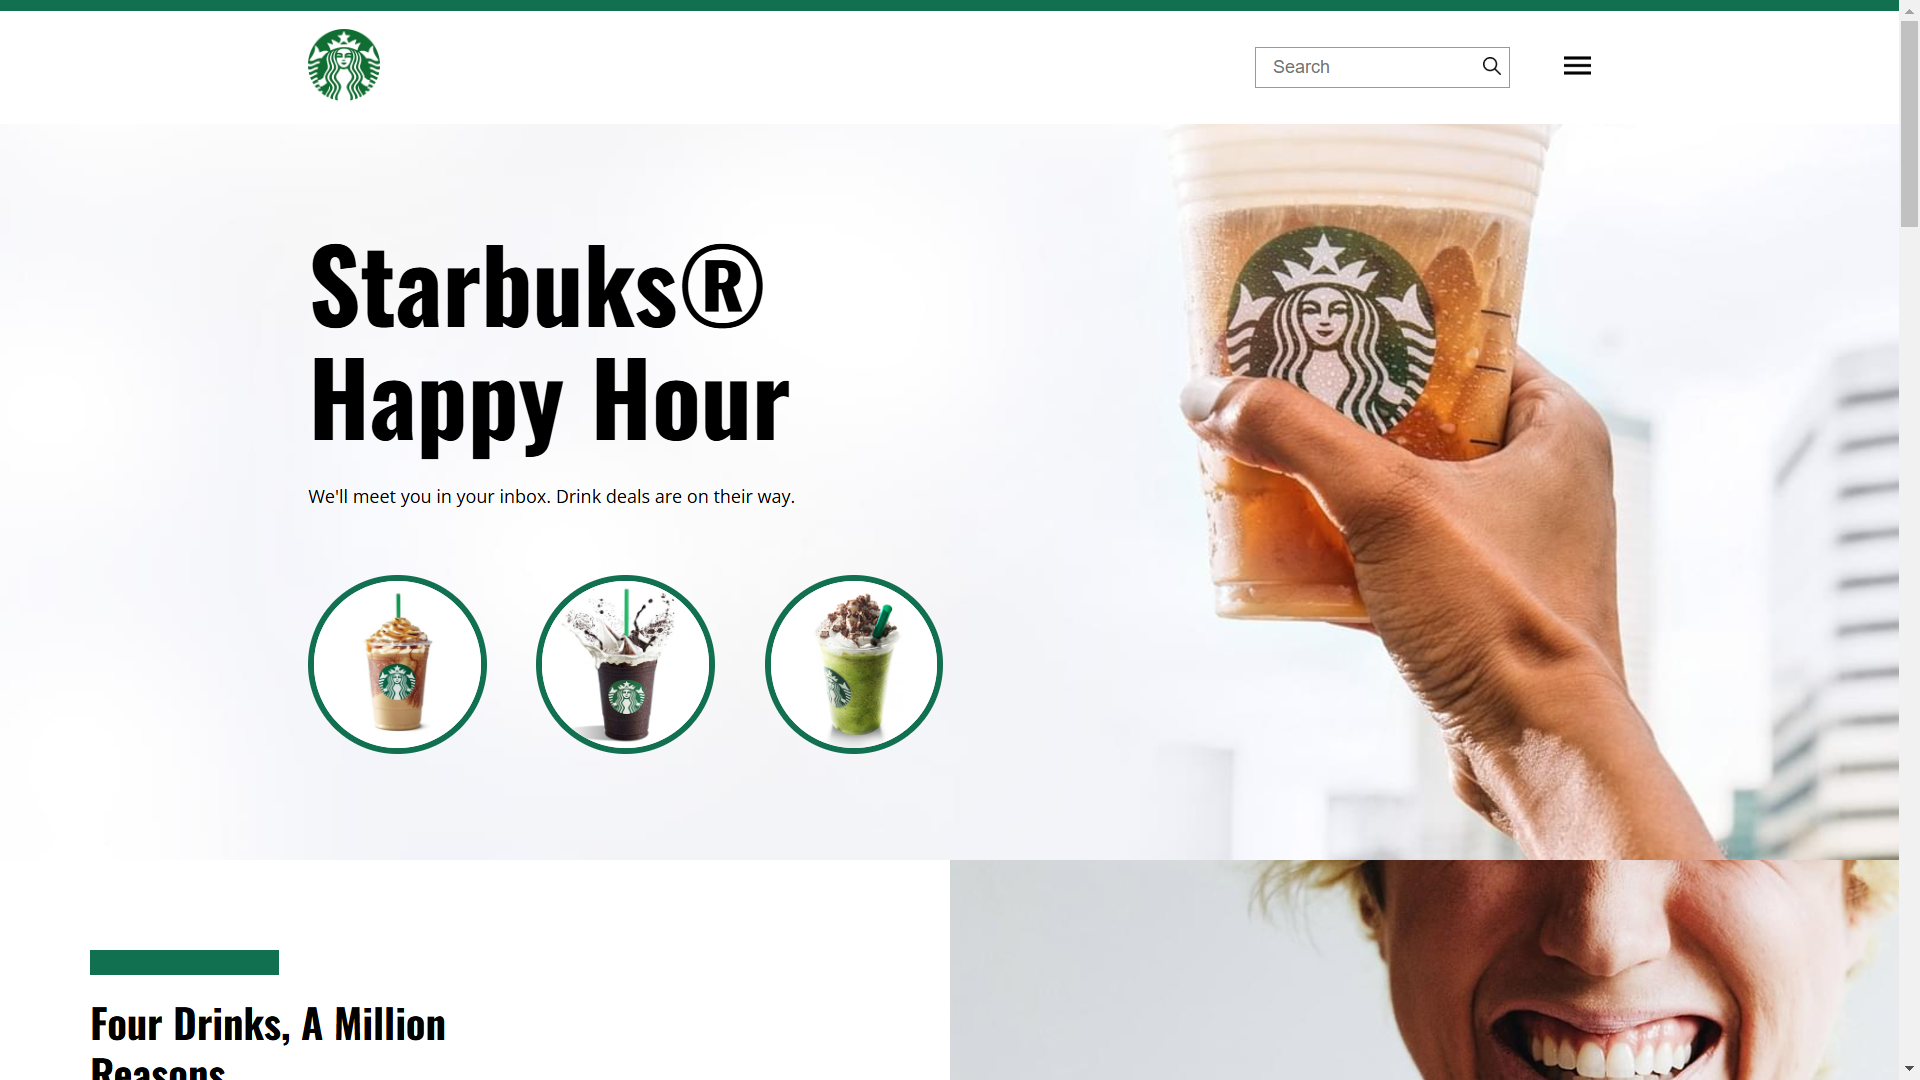 Search
Starbuks®
Happy Hour
We'll meet you in your inbox. Drink deals are on their way.
Four Drinks, A Million
Reasons